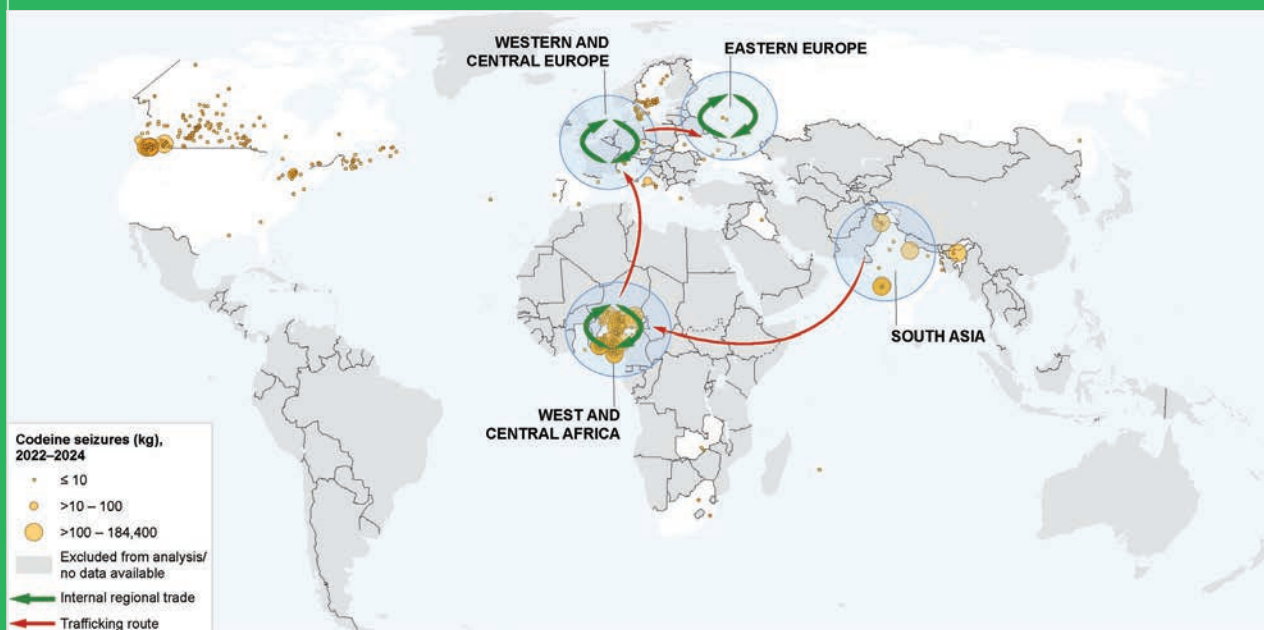 WESTERN AND
CENTRAL EUROPE
EASTERN EUROPE
SOUTH ASIA
WEST AND
CENTRAL AFRICA
Codeine seizures (kg),
2022–2024
≤ 10
>10 – 100
>100 – 184,400
Excluded from analysis/
no data available
Internal regional trade
Trafficking route